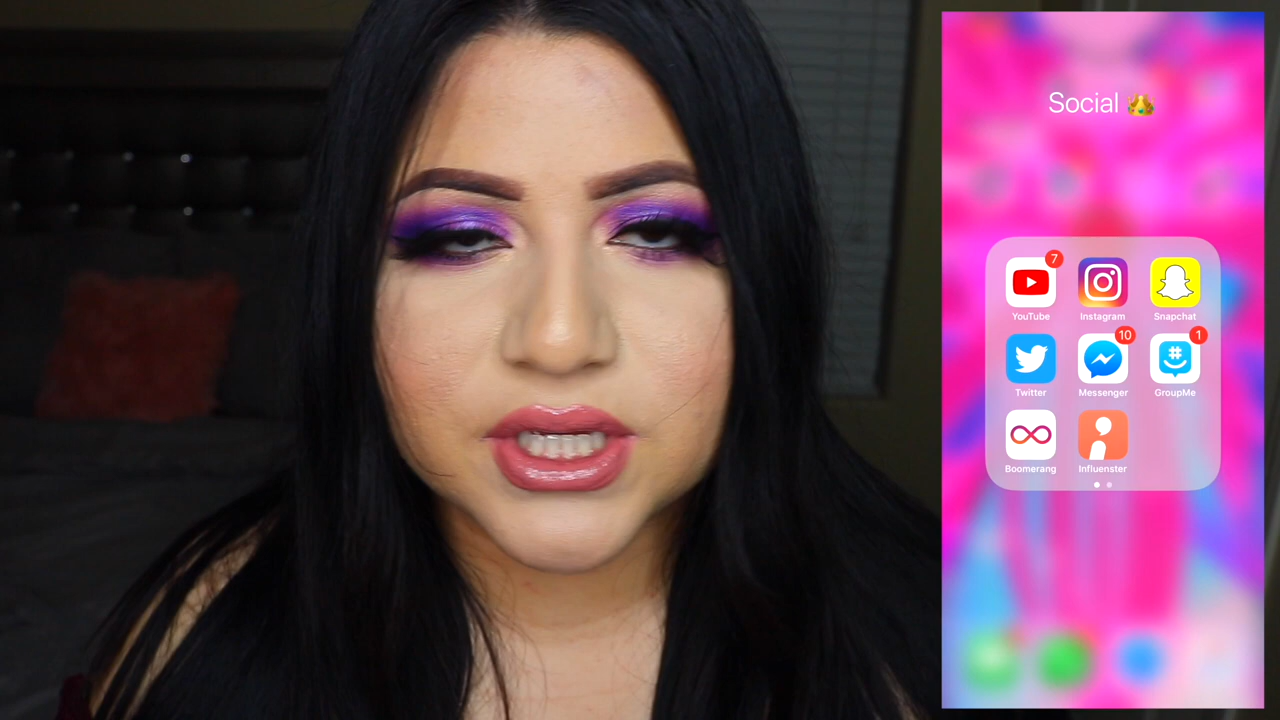 Social 👑
7
YouTube Instagram Snapchat
10 1
Twitter Messenger GroupMe
Boomerang Influenster